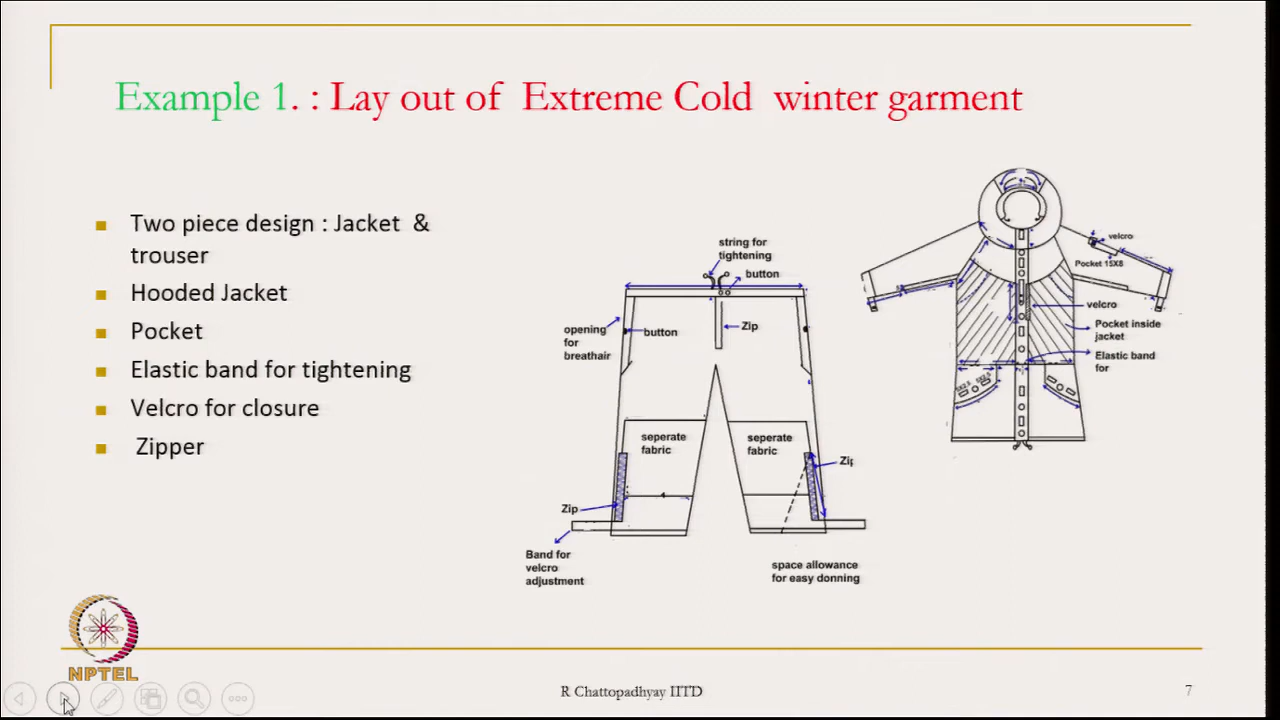 Example 1. : Lay out of Extreme Cold winter garment
Two piece design : Jacket &
trouser
Hooded Jacket
Pocket
Elastic band for tightening
Velcro for closure
Zipper
string for
tightening
button
opening
for
breathair
button
Zip
seperate
fabric
seperate
fabric
Zip
Zip
Band for
velcro
adjustment
space allowance
for easy donning
velcro
Pocket 15X8
velcro
Pocket inside
jacket
Elastic band
for
NPTEL
R Chattopadhyay IITD
7